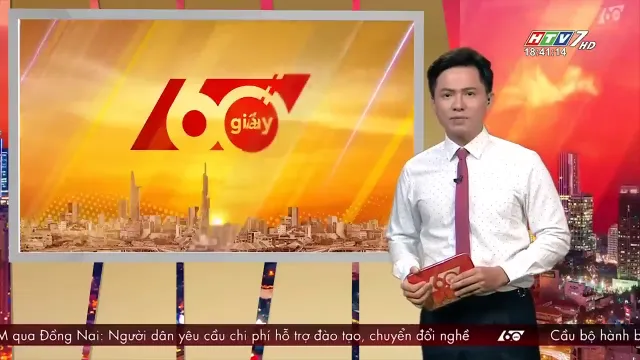 HTV7 HD
18:41:14
60 giây
60
M qua Đồng Nai: Người dân yêu cầu chi phí hỗ trợ đào tạo, chuyển đổi nghề 60 Cầu bộ hành b